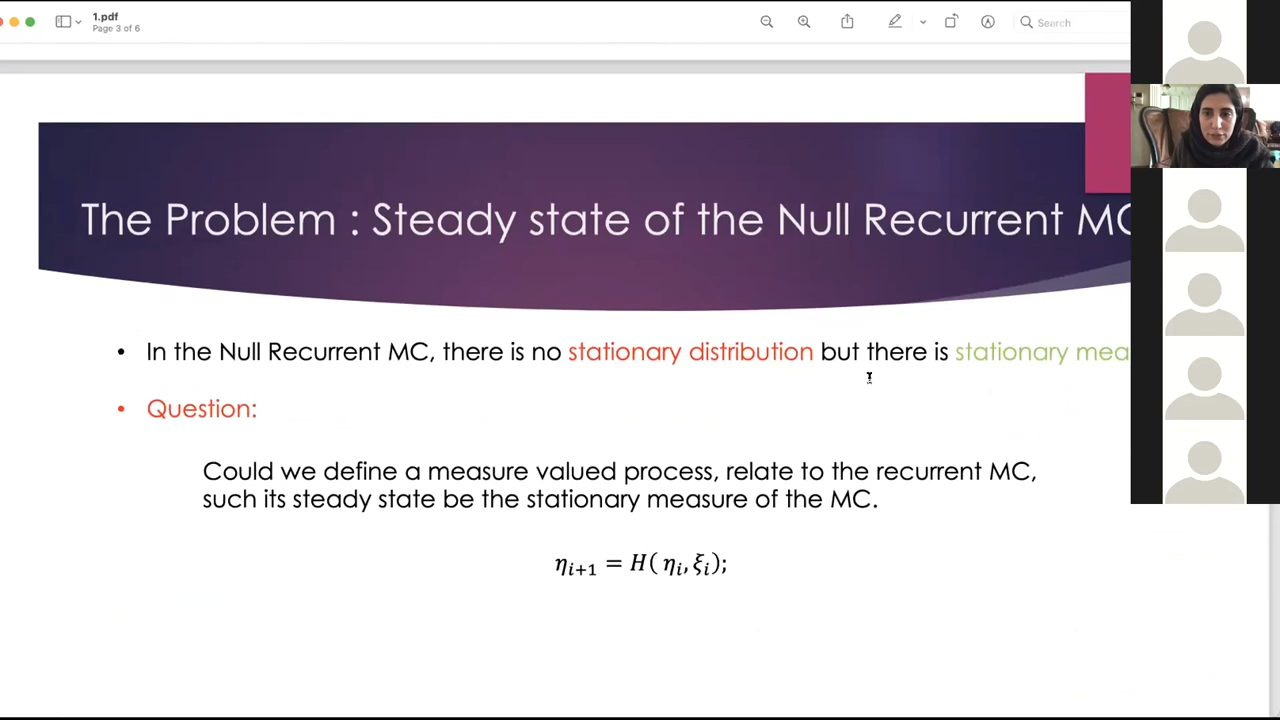 1.pdf
Page 3 of 6
Search
The Problem : Steady state of the Null Recurrent MC
• In the Null Recurrent MC, there is no stationary distribution but there is stationary mea
• Question:
Could we define a measure valued process, relate to the recurrent MC,
such its steady state be the stationary measure of the MC.
η_{i+1} = H( η_i, ξ_i);